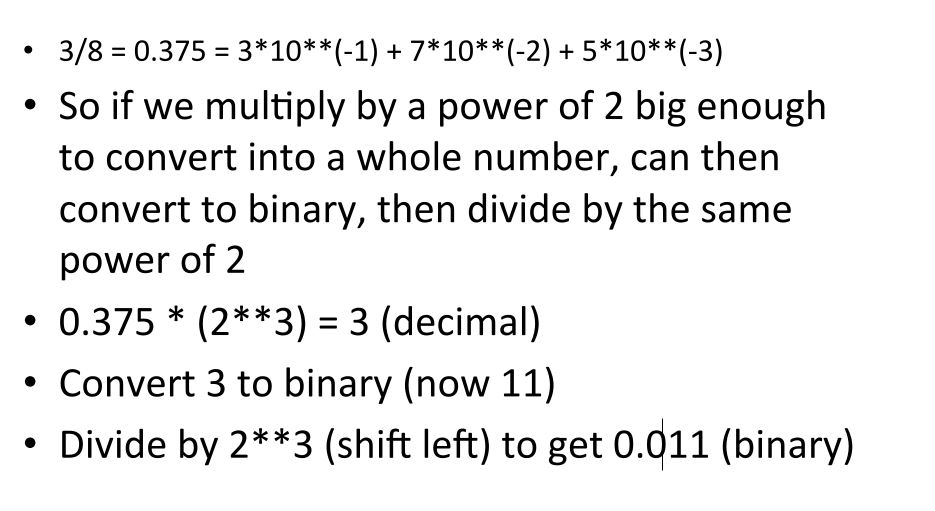 • 3/8 = 0.375 = 3*10**(-1) + 7*10**(-2) + 5*10**(-3)
• So if we multiply by a power of 2 big enough
to convert into a whole number, can then
convert to binary, then divide by the same
power of 2
• 0.375 * (2**3) = 3 (decimal)
• Convert 3 to binary (now 11)
• Divide by 2**3 (shift left) to get 0.011 (binary)